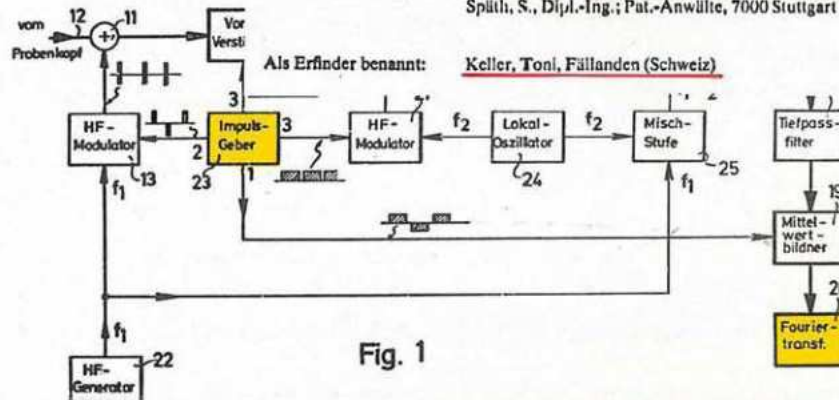 Späth, S., Dipl.-Ing.; Pat.-Anwälte, 7000 Stuttgart
Als Erfinder benannt: Keller, Toni, Fällanden (Schweiz)
vom
Probenkopf
12
11
+
3
HF-
Modulator
13
f1
2
Impuls-
Geber
23
3
1
HF-
Modulator
f2
Lokal-
Oszillator
24
f2
Misch-
Stufe
25
f1
Tiefpass-
filter
19
Mittel-
wert-
bildner
Fourier-
transf.
f1
HF-
Generator
22
Fig. 1